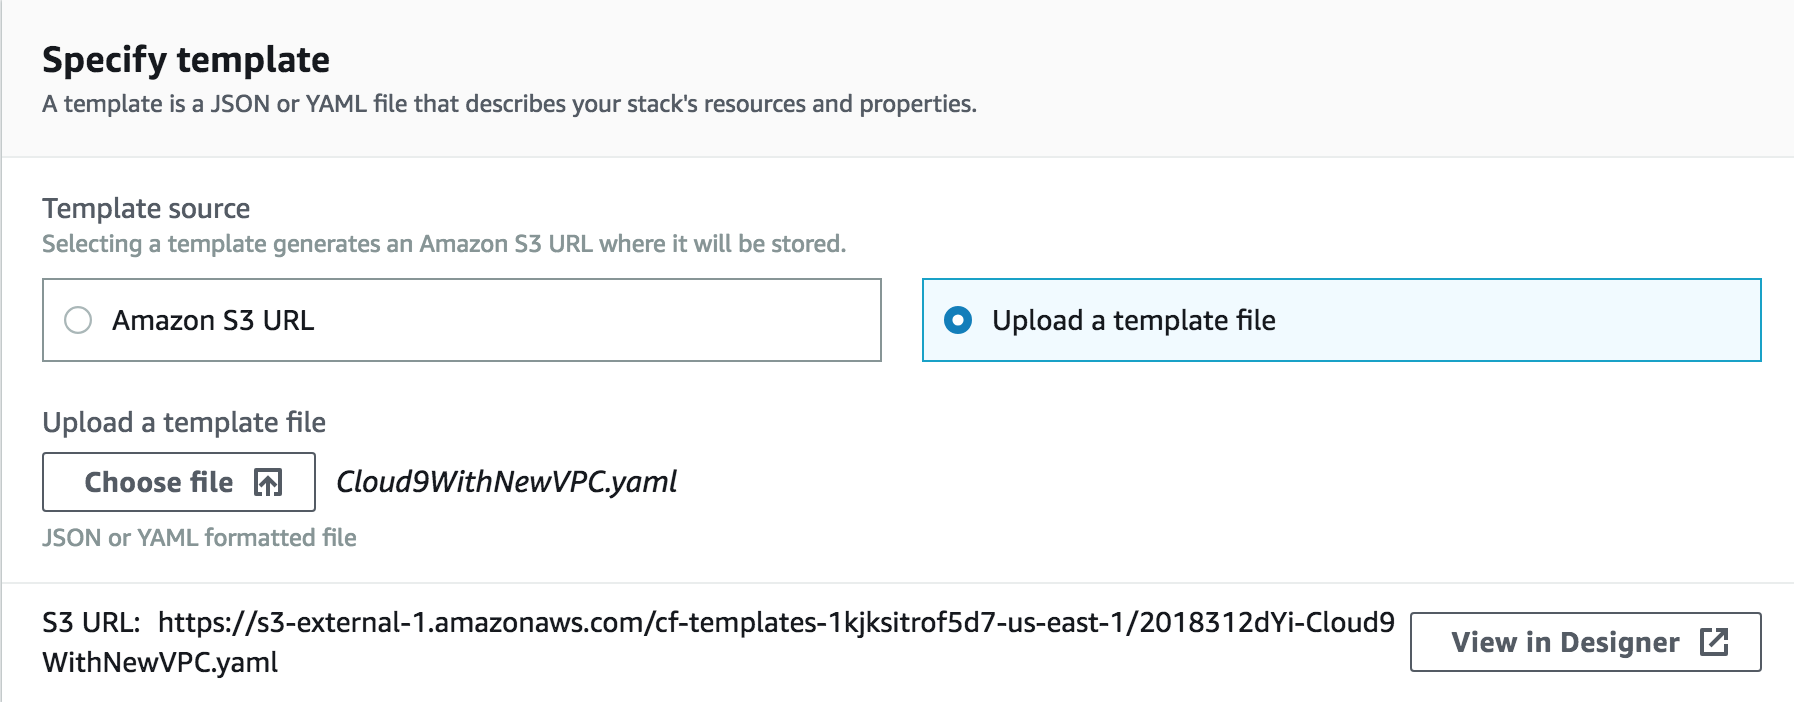 Specify template
A template is a JSON or YAML file that describes your stack's resources and properties.
Template source
Selecting a template generates an Amazon S3 URL where it will be stored.
Amazon S3 URL
Upload a template file
Upload a template file
Choose file
Cloud9WithNewVPC.yaml
JSON or YAML formatted file
S3 URL: https://s3-external-1.amazonaws.com/cf-templates-1kjksitrof5d7-us-east-1/2018312dYi-Cloud9
WithNewVPC.yaml
View in Designer